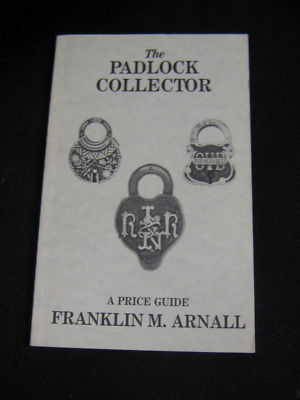 The
PADLOCK
COLLECTOR
A PRICE GUIDE
FRANKLIN M. ARNALL